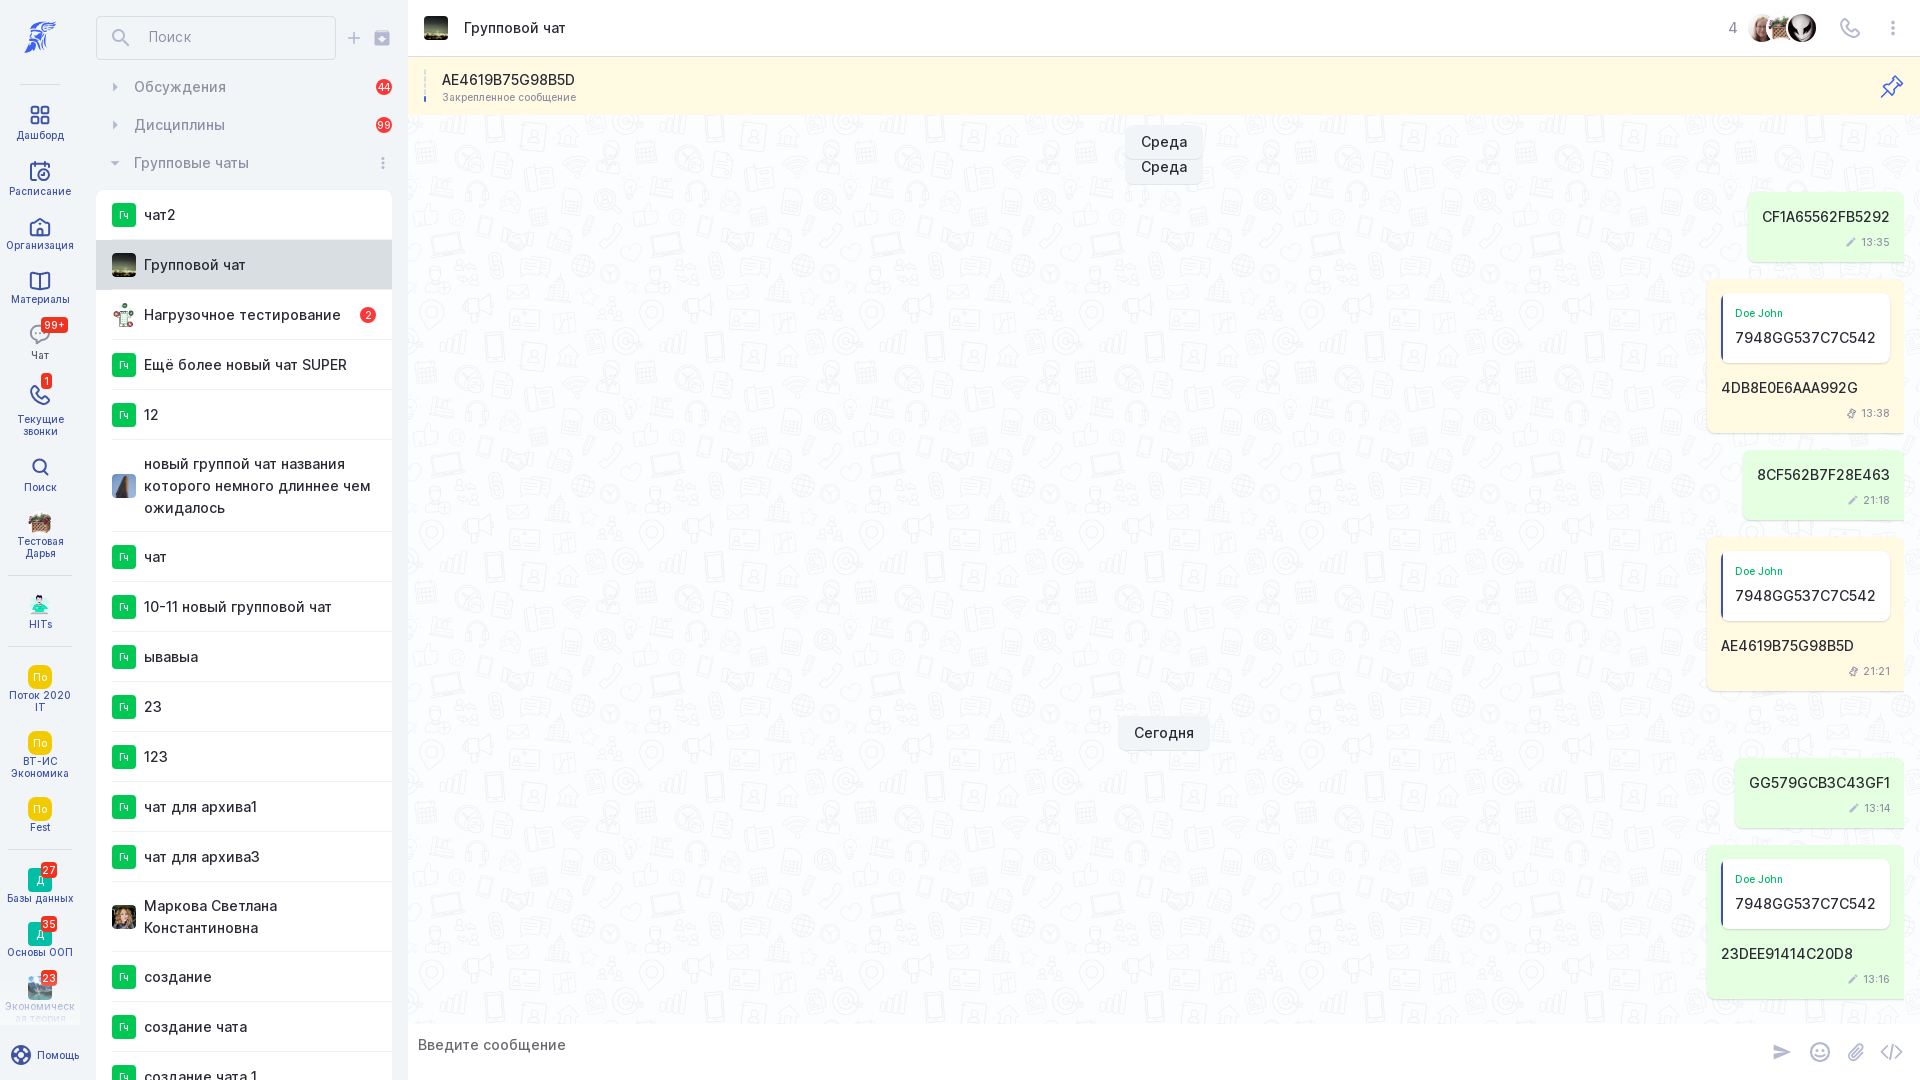 Дашборд
Расписание
Организация
Материалы
99+
Чат
1
Текущие
звонки
Поиск
Тестовая
Дарья
HITs
По
Поток 2020
IT
По
ВТ-ИС
Экономика
По
Fest
27
Д
Базы данных
35
Д
Основы ООП
23
Экономическ
ая теория
Помощь
Поиск
Обсуждения
44
Дисциплины
99
Групповые чаты
Гч
чат2
Групповой чат
Нагрузочное тестирование
2
Гч
Ещё более новый чат SUPER
Гч
12
новый группой чат названия
которого немного длиннее чем
ожидалось
Гч
чат
Гч
10-11 новый групповой чат
Гч
ывавыа
Гч
23
Гч
123
Гч
чат для архива1
Гч
чат для архива3
Маркова Светлана
Константиновна
Гч
создание
Гч
создание чата
Гч
создание чата 1
Групповой чат
4
AE4619B75G98B5D
Закрепленное сообщение
Среда
Среда
CF1A65562FB5292
13:35
Doe John
7948GG537C7C542
4DB8E0E6AAA992G
13:38
8CF562B7F28E463
21:18
Doe John
7948GG537C7C542
AE4619B75G98B5D
21:21
Сегодня
GG579GCB3C43GF1
13:14
Doe John
7948GG537C7C542
23DEE91414C20D8
13:16
Введите сообщение